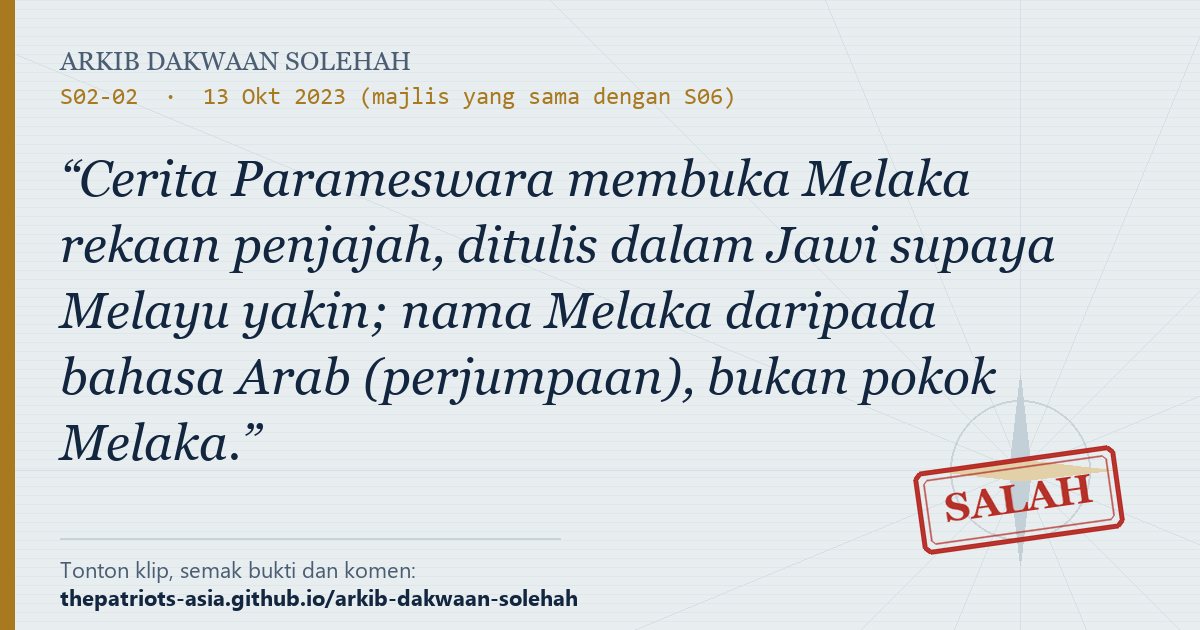 ARKIB DAKWAAN SOLEHAH
S02-02 · 13 Okt 2023 (majlis yang sama dengan S06)
“Cerita Parameswara membuka Melaka
rekaan penjajah, ditulis dalam Jawi supaya
Melayu yakin; nama Melaka daripada
bahasa Arab (perjumpaan), bukan pokok
Melaka.”
SALAH
Tonton klip, semak bukti dan komen:
thepatriots-asia.github.io/arkib-dakwaan-solehah